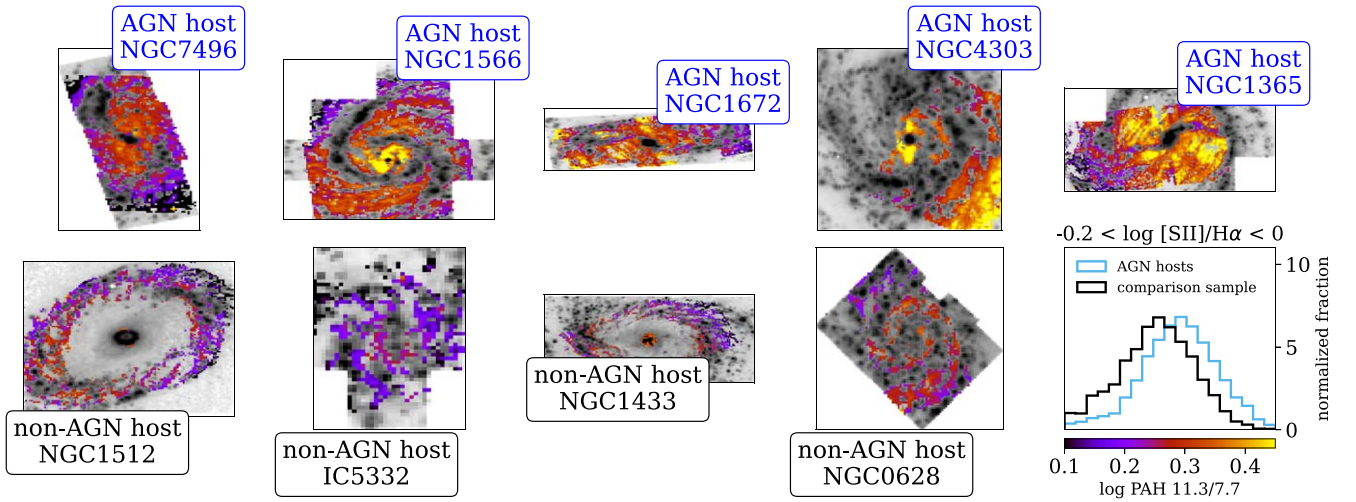 AGN host
NGC7496
AGN host
NGC1566
AGN host
NGC1672
AGN host
NGC4303
AGN host
NGC1365
non-AGN host
NGC1512
non-AGN host
IC5332
non-AGN host
NGC1433
non-AGN host
NGC0628
-0.2 < log [SII]/Hα < 0
AGN hosts
comparison sample
10
5
0
normalized fraction
0.1 0.2 0.3 0.4
log PAH 11.3/7.7